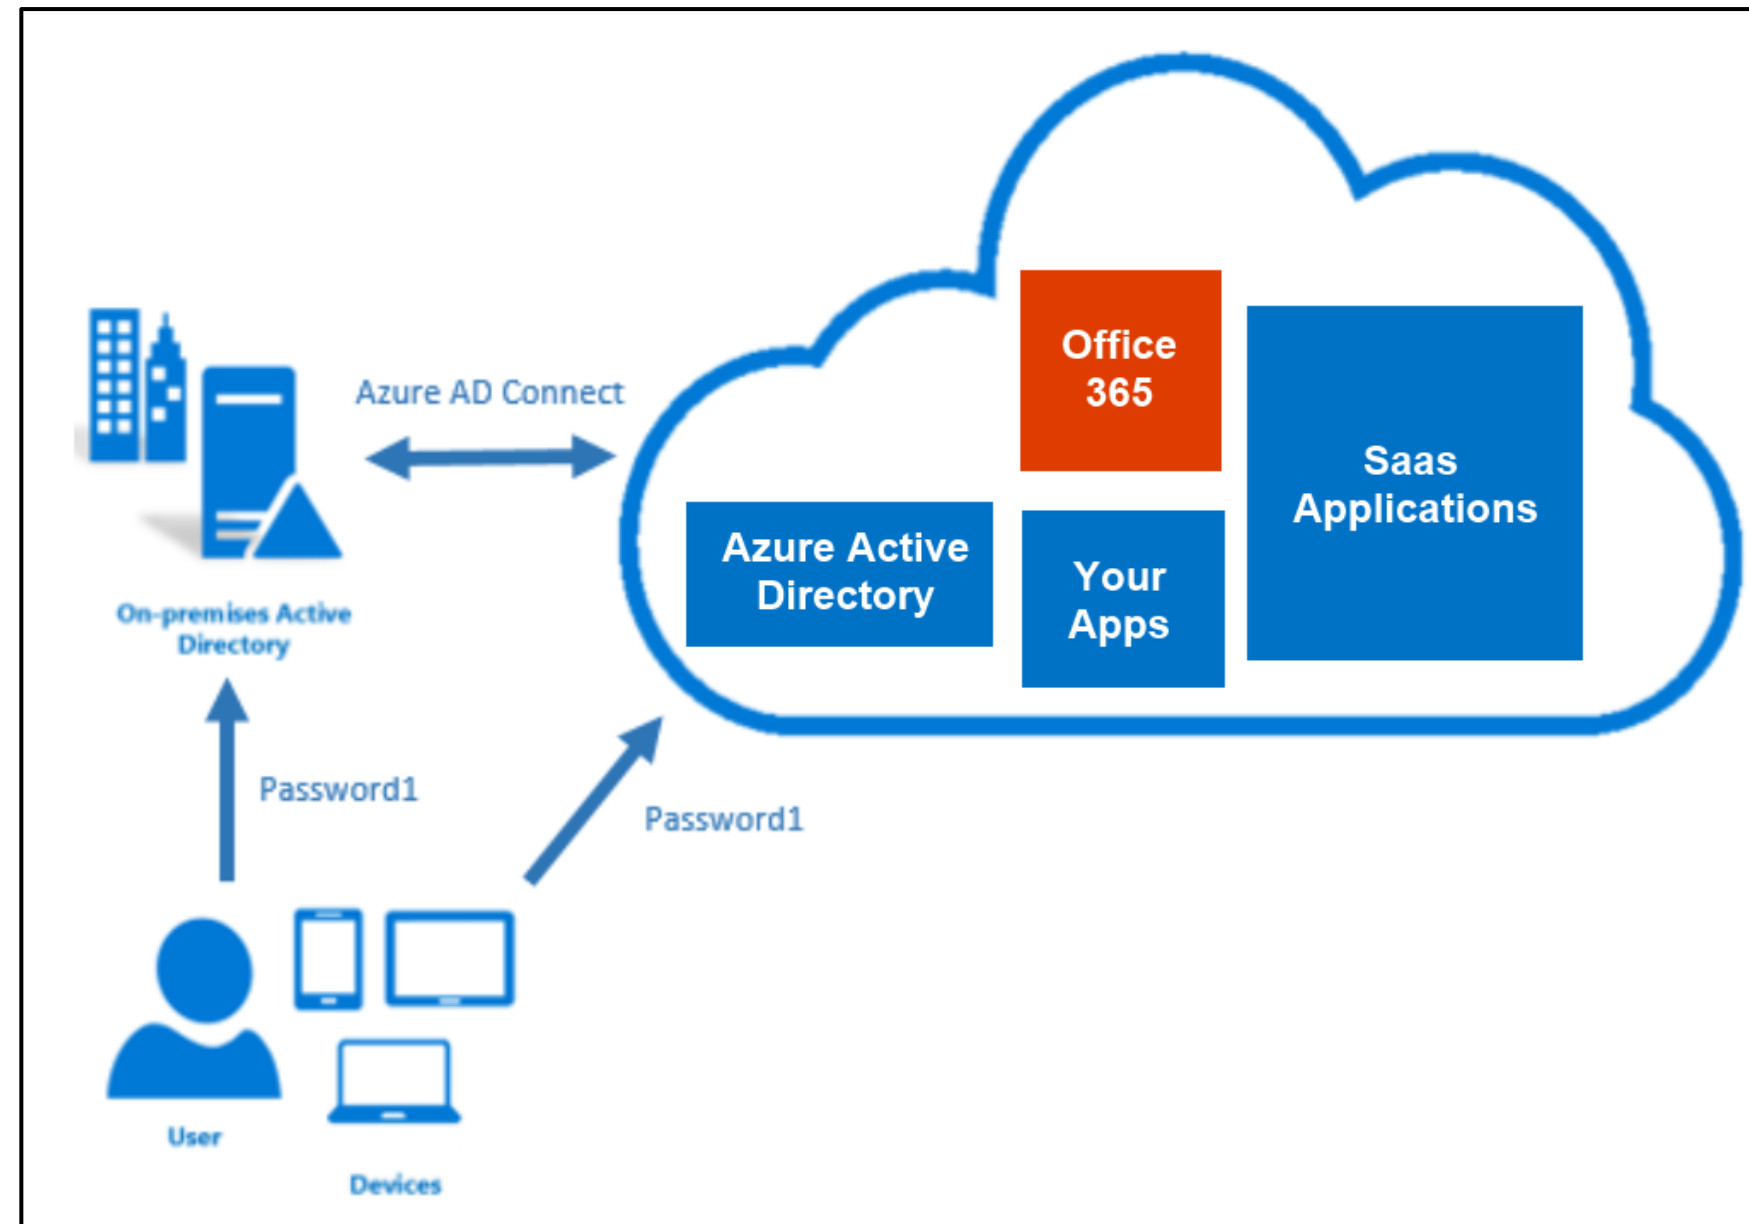 Azure AD Connect
On-premises Active
Directory
Office
365
Saas
Applications
Azure Active
Directory
Your
Apps
Password1
Password1
User
Devices